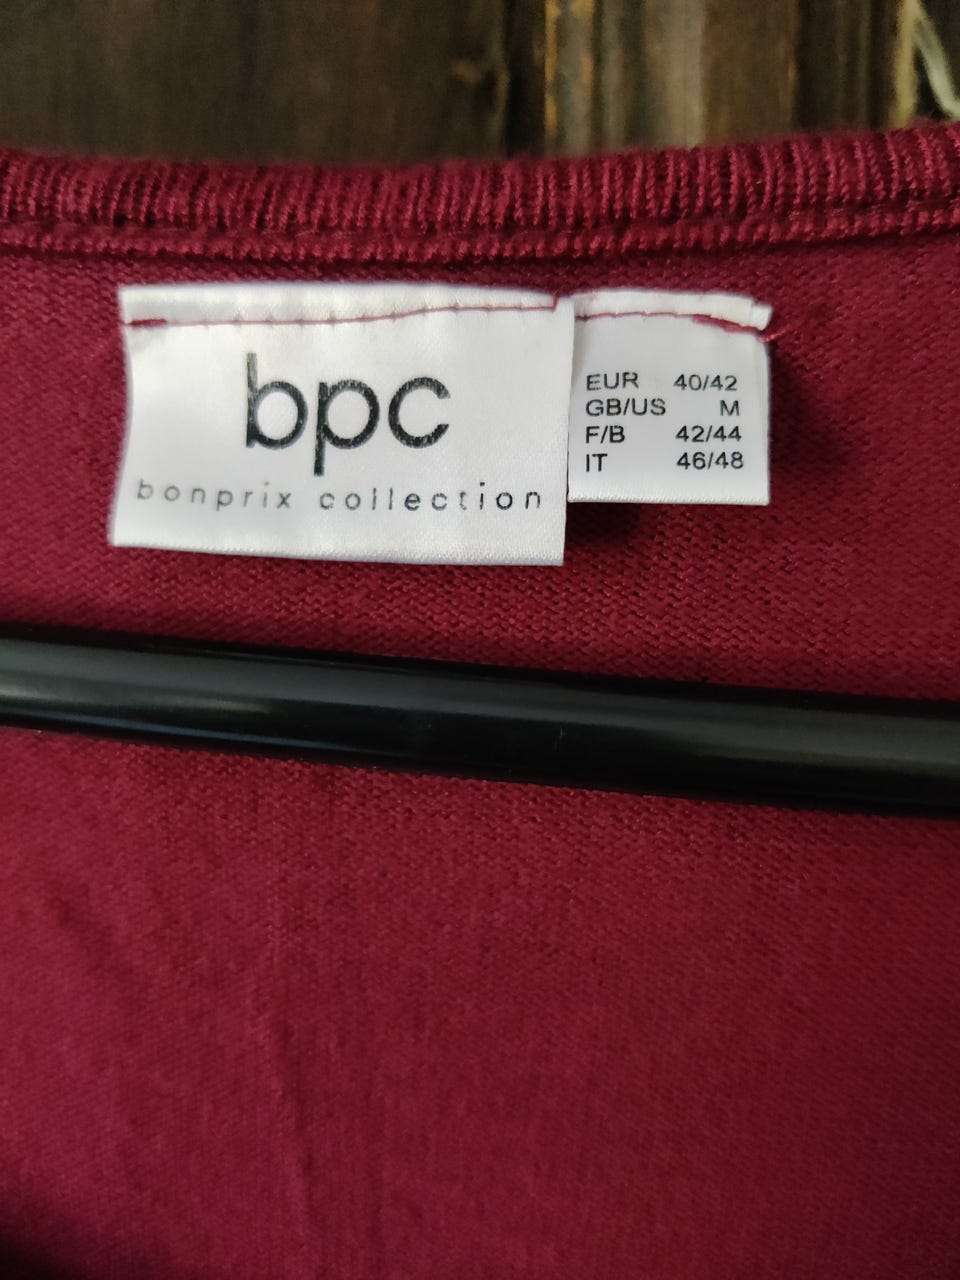 bpc
bonprix collection
EUR 40/42
GB/US M
F/B 42/44
IT 46/48